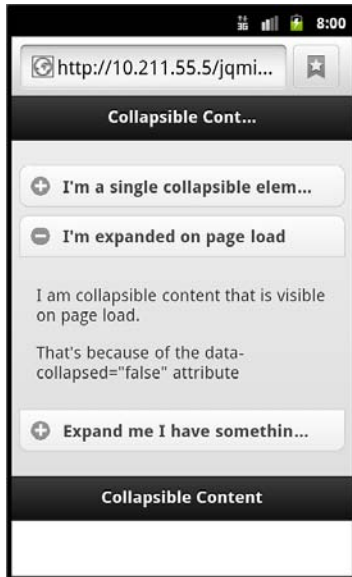 3G 8:00
http://10.211.55.5/jqmi...
Collapsible Cont...
I'm a single collapsible elem...
I'm expanded on page load
I am collapsible content that is visible
on page load.
That's because of the data-
collapsed="false" attribute
Expand me I have somethin...
Collapsible Content